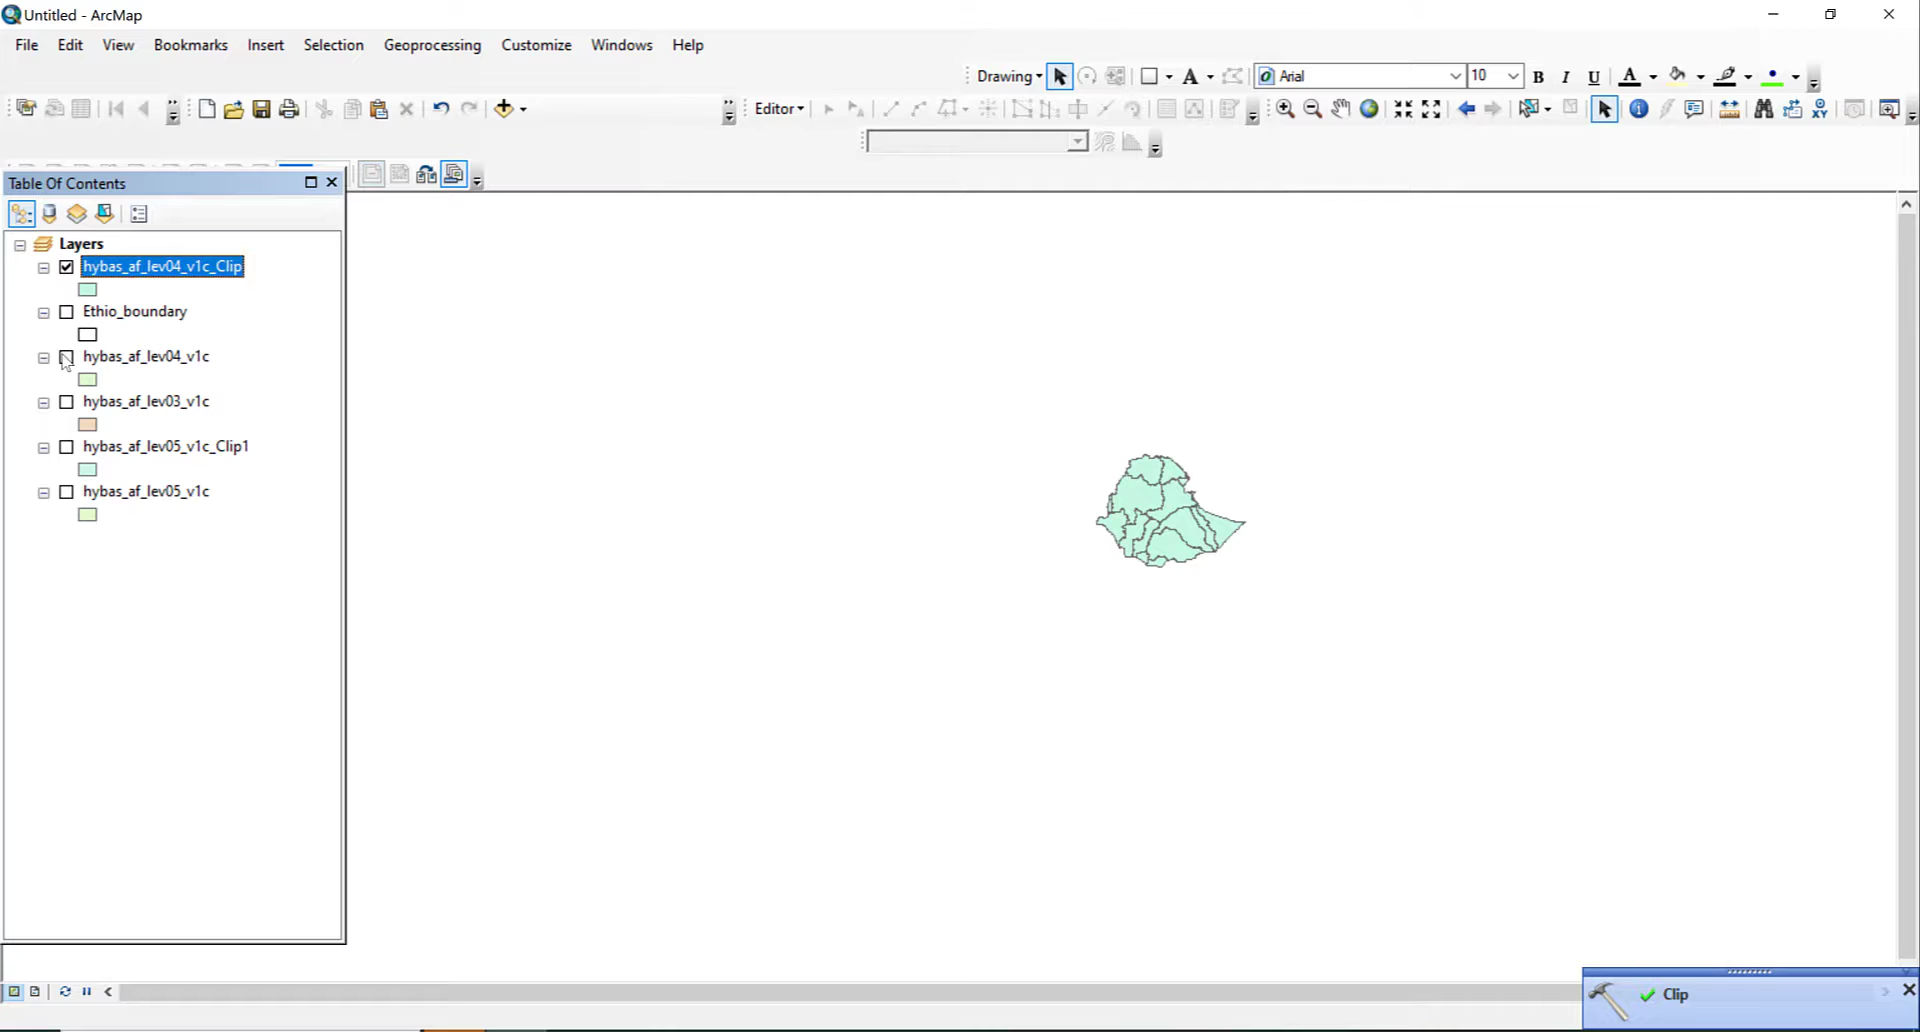 Untitled - ArcMap
File Edit View Bookmarks Insert Selection Geoprocessing Customize Windows Help
Drawing A Arial 10 B I U A
Editor
Table Of Contents
Layers
hybas_af_lev04_v1c_Clip
Ethio_boundary
hybas_af_lev04_v1c
hybas_af_lev03_v1c
hybas_af_lev05_v1c_Clip1
hybas_af_lev05_v1c
Clip